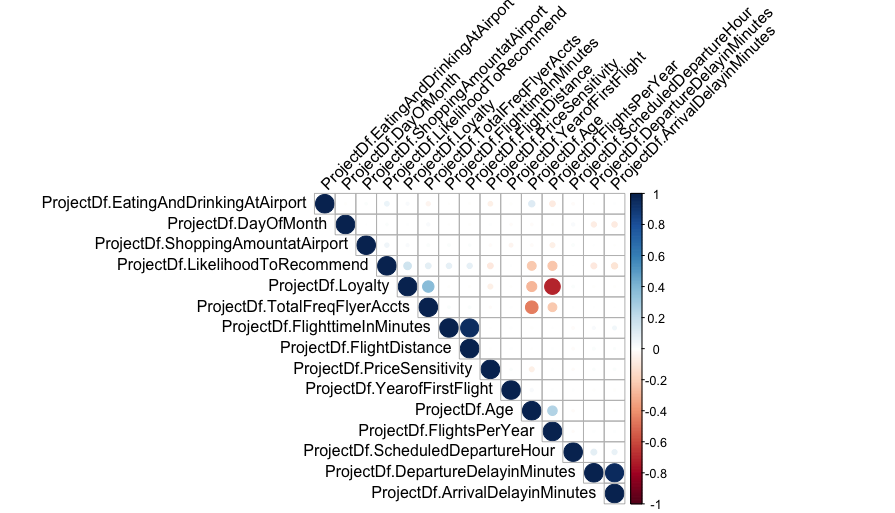 ProjectDf.EatingAndDrinkingAtAirport
ProjectDf.DayOfMonth
ProjectDf.ShoppingAmountatAirport
ProjectDf.LikelihoodToRecommend
ProjectDf.Loyalty
ProjectDf.TotalFreqFlyerAccts
ProjectDf.FlighttimeInMinutes
ProjectDf.FlightDistance
ProjectDf.PriceSensitivity
ProjectDf.YearofFirstFlight
ProjectDf.Age
ProjectDf.FlightsPerYear
ProjectDf.ScheduledDepartureHour
ProjectDf.DepartureDelayinMinutes
ProjectDf.ArrivalDelayinMinutes
ProjectDf.EatingAndDrinkingAtAirport
ProjectDf.DayOfMonth
ProjectDf.ShoppingAmountatAirport
ProjectDf.LikelihoodToRecommend
ProjectDf.Loyalty
ProjectDf.TotalFreqFlyerAccts
ProjectDf.FlighttimeInMinutes
ProjectDf.FlightDistance
ProjectDf.PriceSensitivity
ProjectDf.YearofFirstFlight
ProjectDf.Age
ProjectDf.FlightsPerYear
ProjectDf.ScheduledDepartureHour
ProjectDf.DepartureDelayinMinutes
ProjectDf.ArrivalDelayinMinutes
1
0.8
0.6
0.4
0.2
0
-0.2
-0.4
-0.6
-0.8
-1